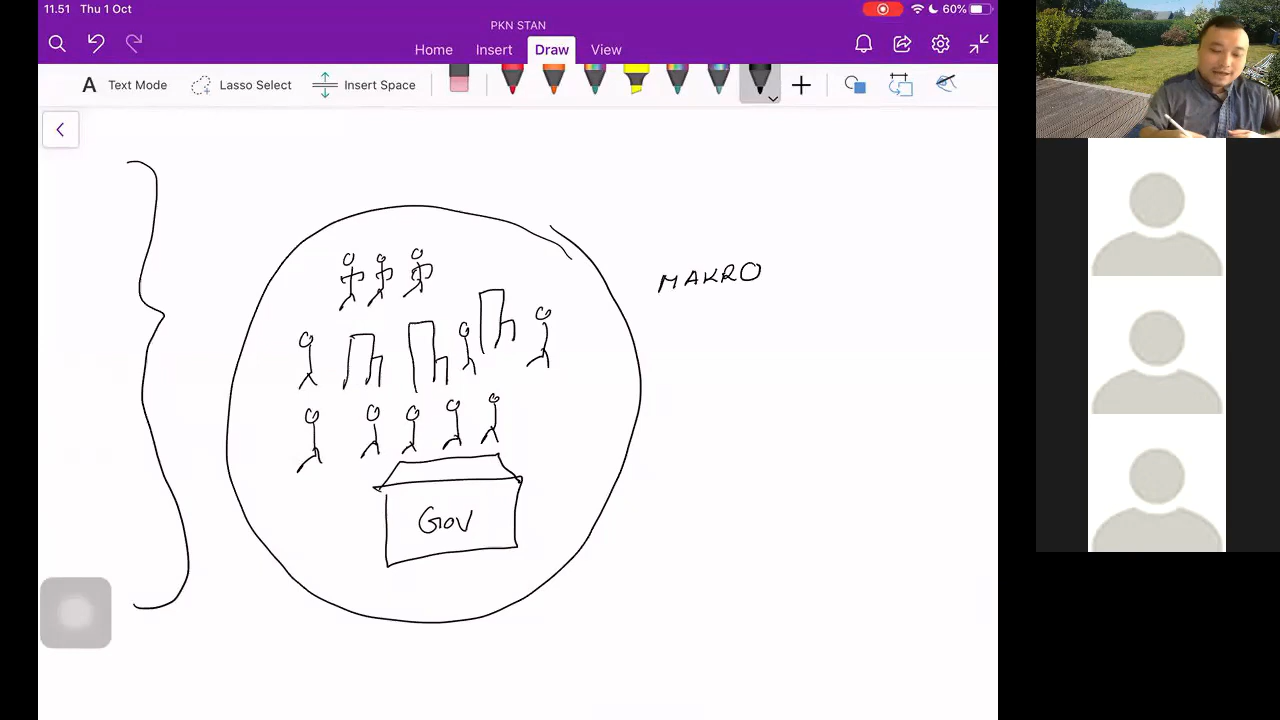 11.51 Thu 1 Oct 60%
PKN STAN
Home Insert Draw View
A Text Mode Lasso Select Insert Space
MAKRO
Gov